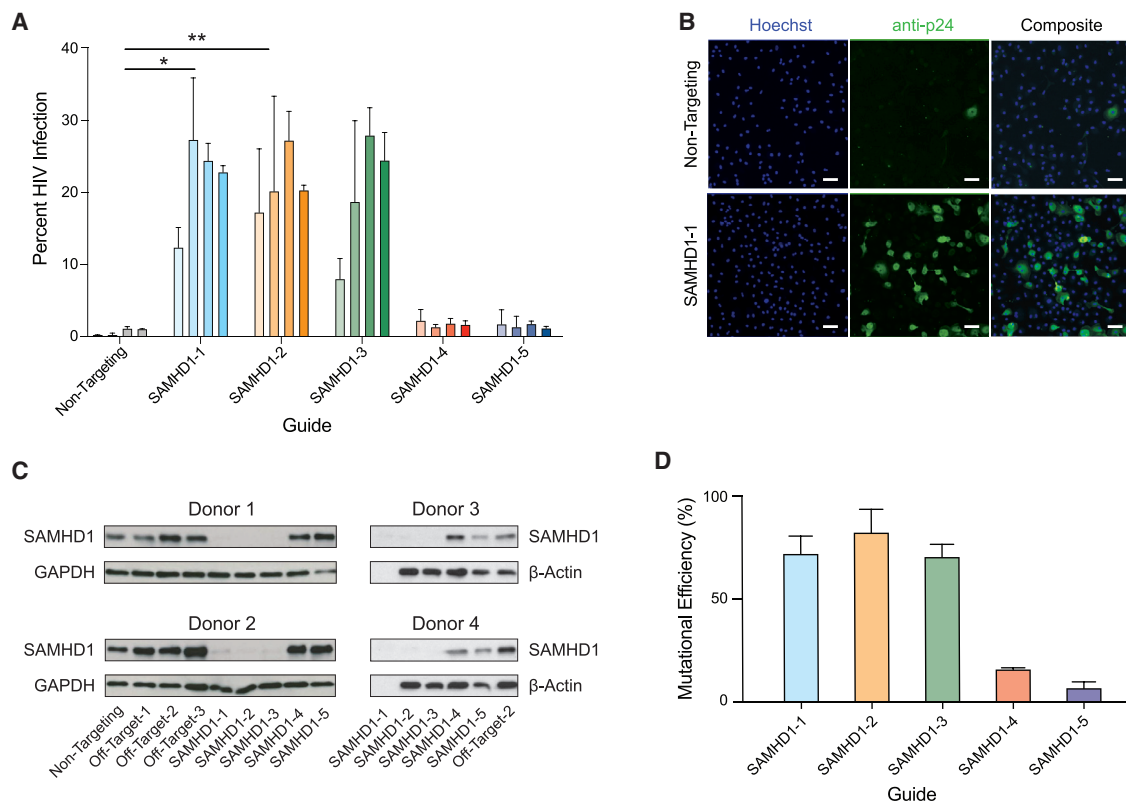 A
**
*
40
30
20
10
0
Percent HIV Infection
Non-Targeting
SAMHD1-1
SAMHD1-2
SAMHD1-3
SAMHD1-4
SAMHD1-5
Guide
B
Hoechst anti-p24 Composite
Non-Targeting
SAMHD1-1
C
Donor 1
SAMHD1
GAPDH
Donor 2
SAMHD1
GAPDH
Non-Targeting
Off-Target-1
Off-Target-2
Off-Target-3
SAMHD1-1
SAMHD1-2
SAMHD1-3
SAMHD1-4
SAMHD1-5
Donor 3
SAMHD1
β-Actin
Donor 4
SAMHD1
β-Actin
SAMHD1-1
SAMHD1-2
SAMHD1-3
SAMHD1-4
SAMHD1-5
Off-Target-2
D
100
50
0
Mutational Efficiency (%)
SAMHD1-1
SAMHD1-2
SAMHD1-3
SAMHD1-4
SAMHD1-5
Guide